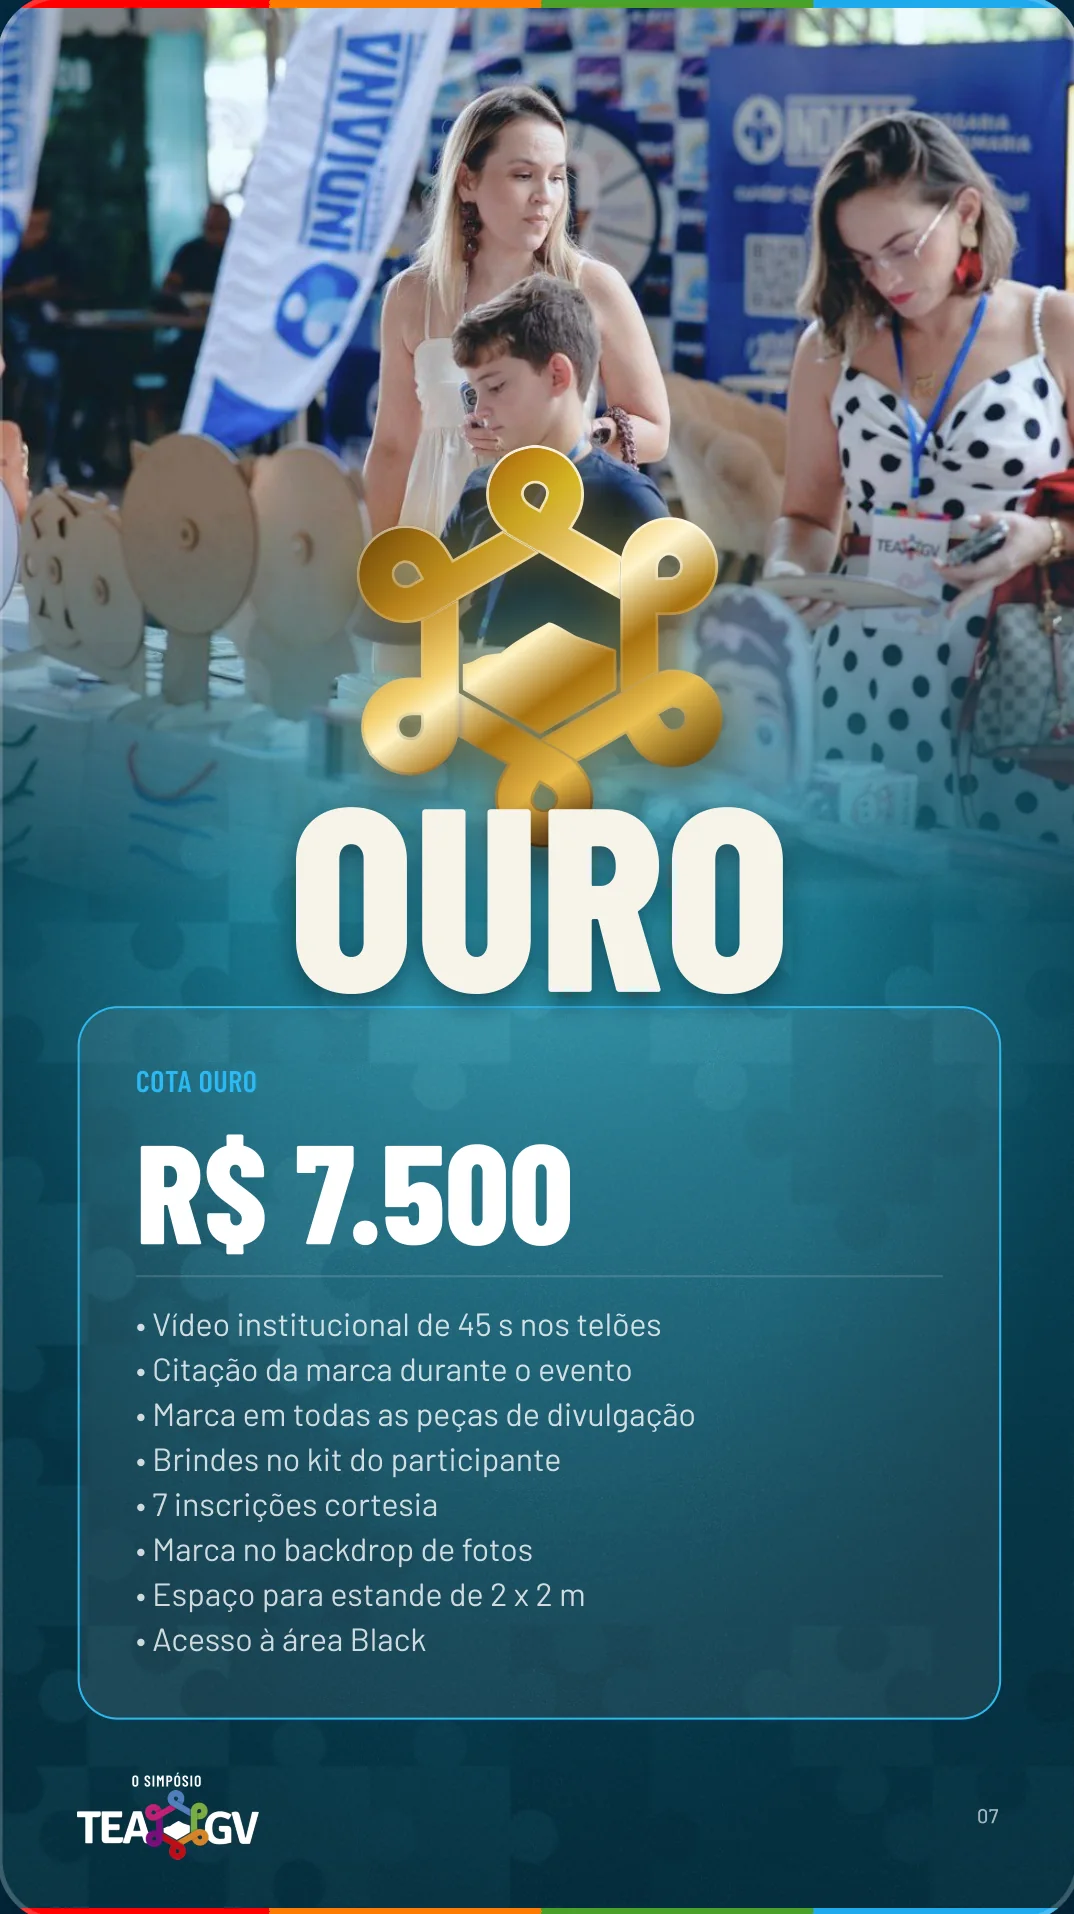 INDIANA
INDIANA
OURO
COTA OURO
R$ 7.500
• Vídeo institucional de 45 s nos telões
• Citação da marca durante o evento
• Marca em todas as peças de divulgação
• Brindes no kit do participante
• 7 inscrições cortesia
• Marca no backdrop de fotos
• Espaço para estande de 2 x 2 m
• Acesso à área Black
O SIMPÓSIO
TEA GV
07